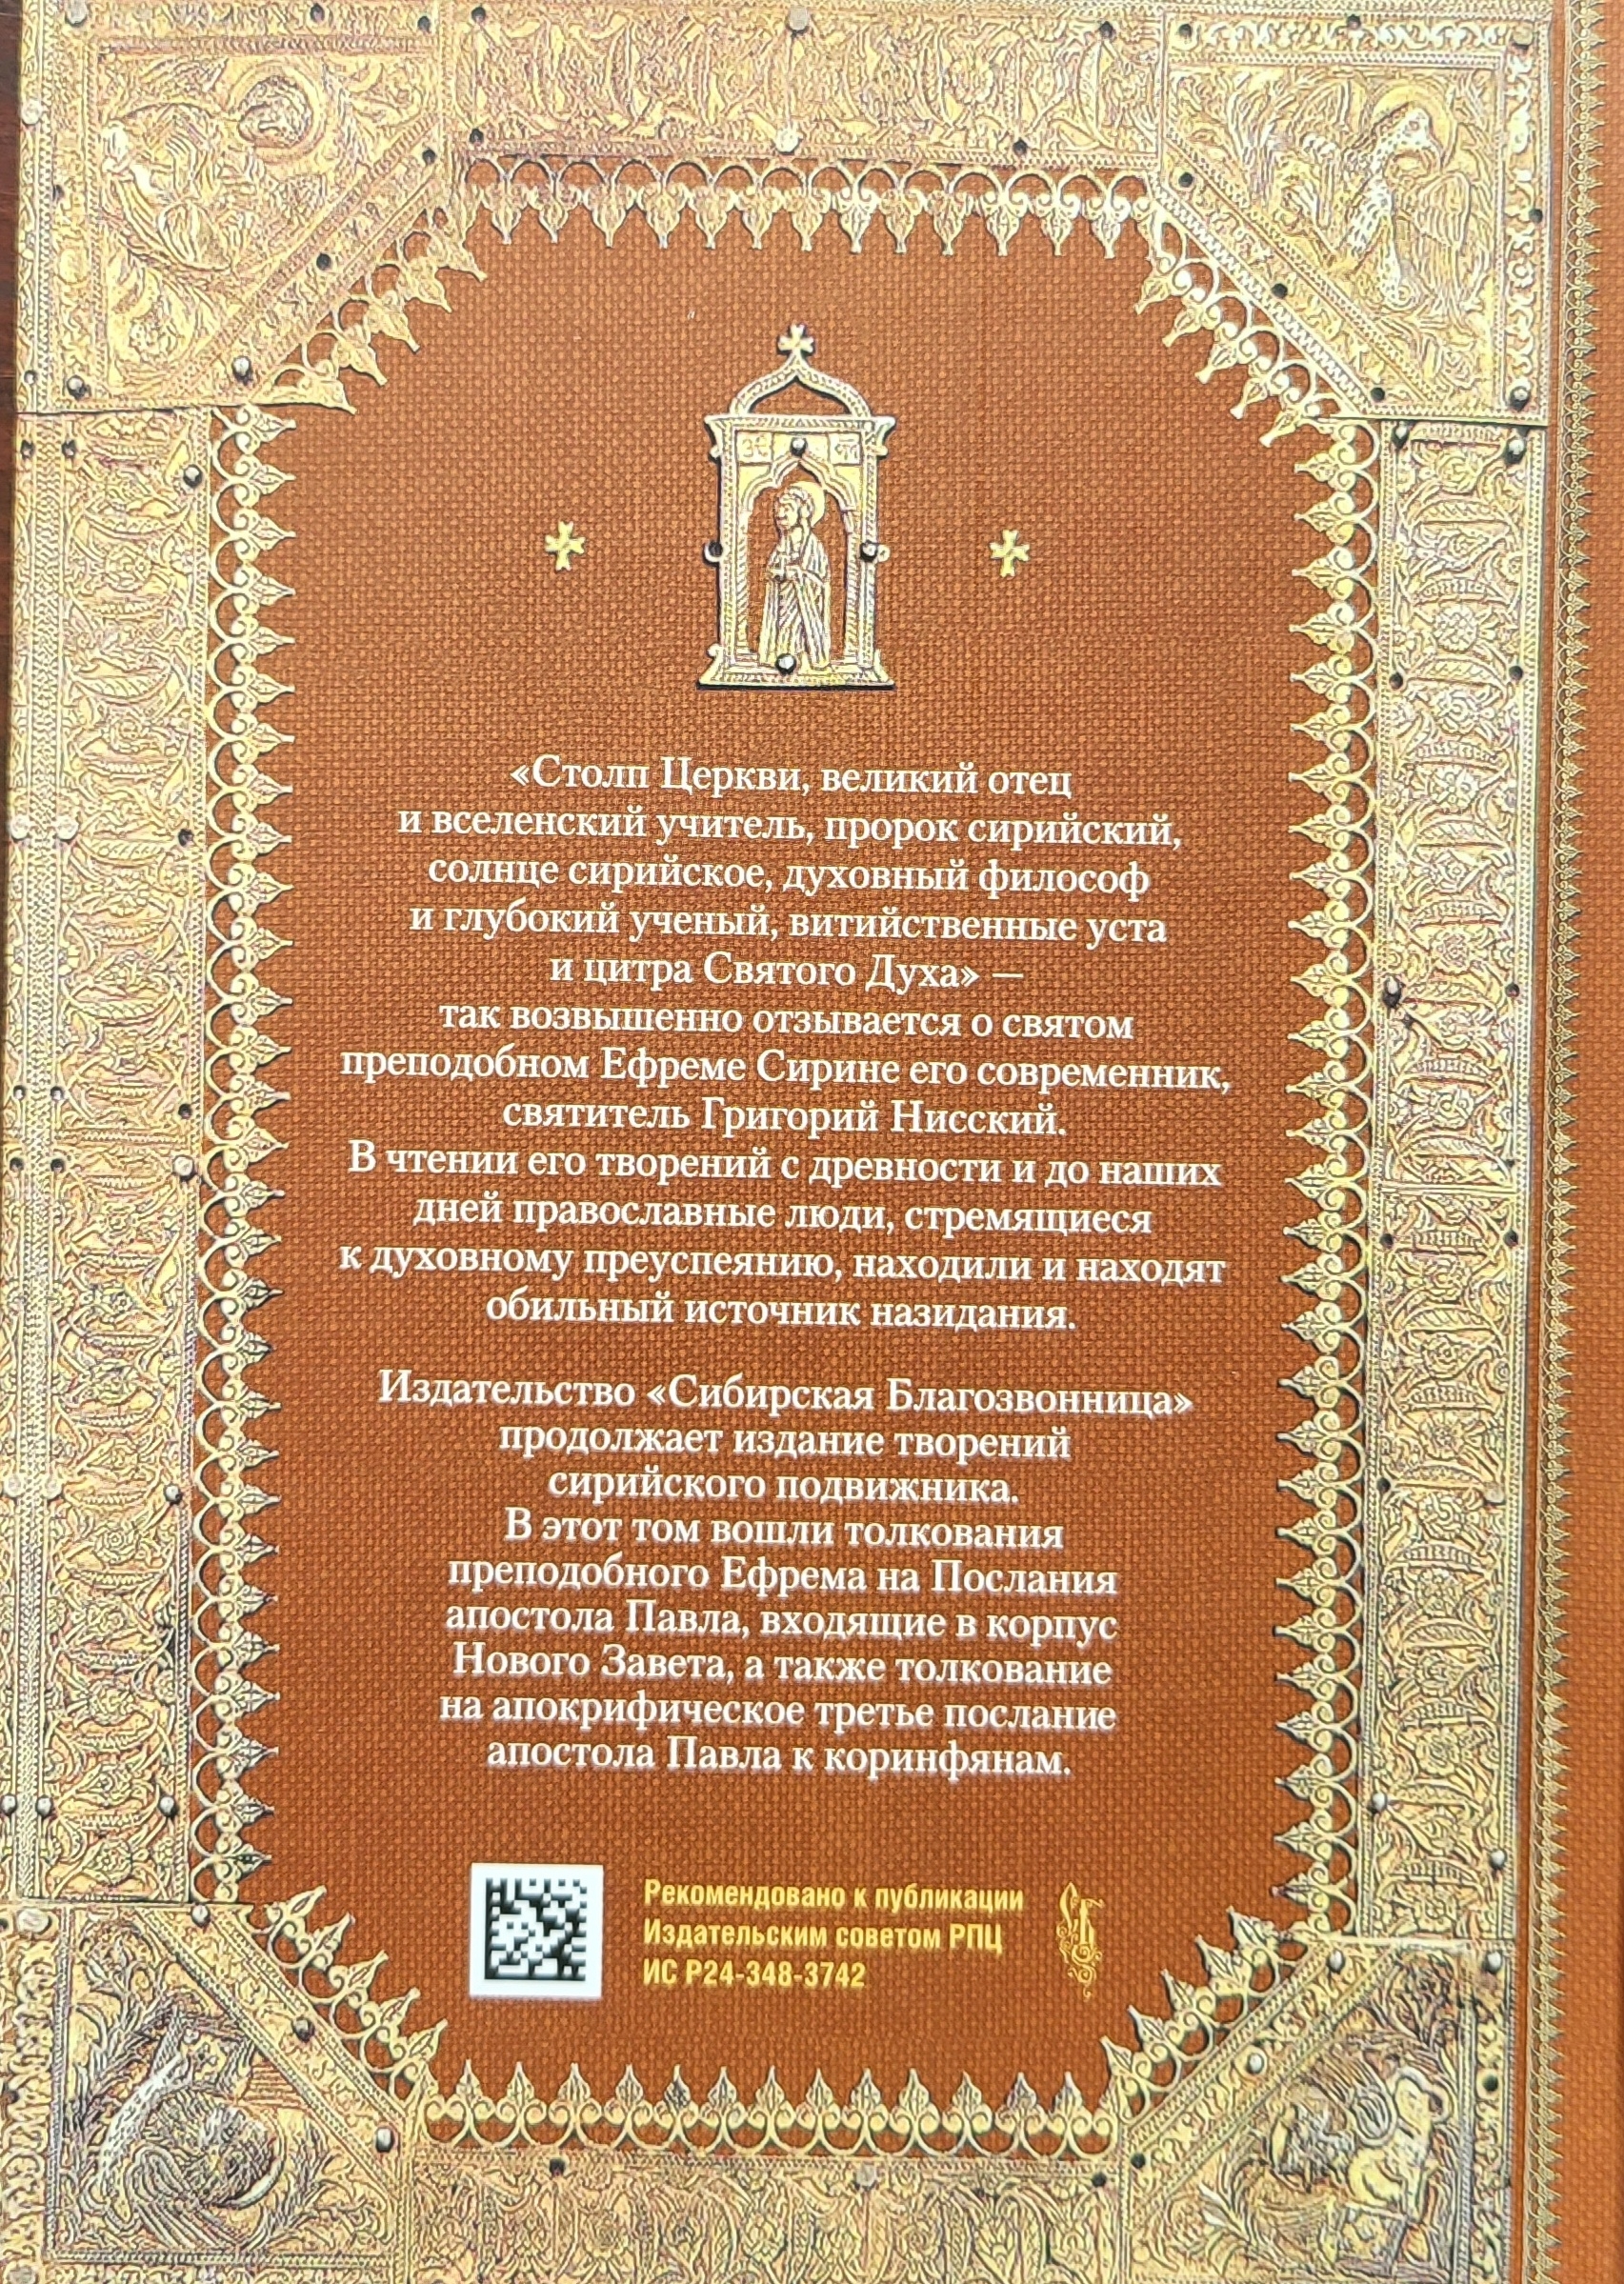 «Столп Церкви, великий отец
и вселенский учитель, пророк сирийский,
солнце сирийское, духовный философ
и глубокий ученый, витийственные уста
и цитра Святого Духа» —
так возвышенно отзывается о святом
преподобном Ефреме Сирине его современник,
святитель Григорий Нисский.
В чтении его творений с древности и до наших
дней православные люди, стремящиеся
к духовному преуспеянию, находили и находят
обильный источник назидания.
Издательство «Сибирская Благозвонница»
продолжает издание творений
сирийского подвижника.
В этот том вошли толкования
преподобного Ефрема на Послания
апостола Павла, входящие в корпус
Нового Завета, а также толкование
на апокрифическое третье послание
апостола Павла к коринфянам.
Рекомендовано к публикации
Издательским советом РПЦ
ИС Р24-348-3742